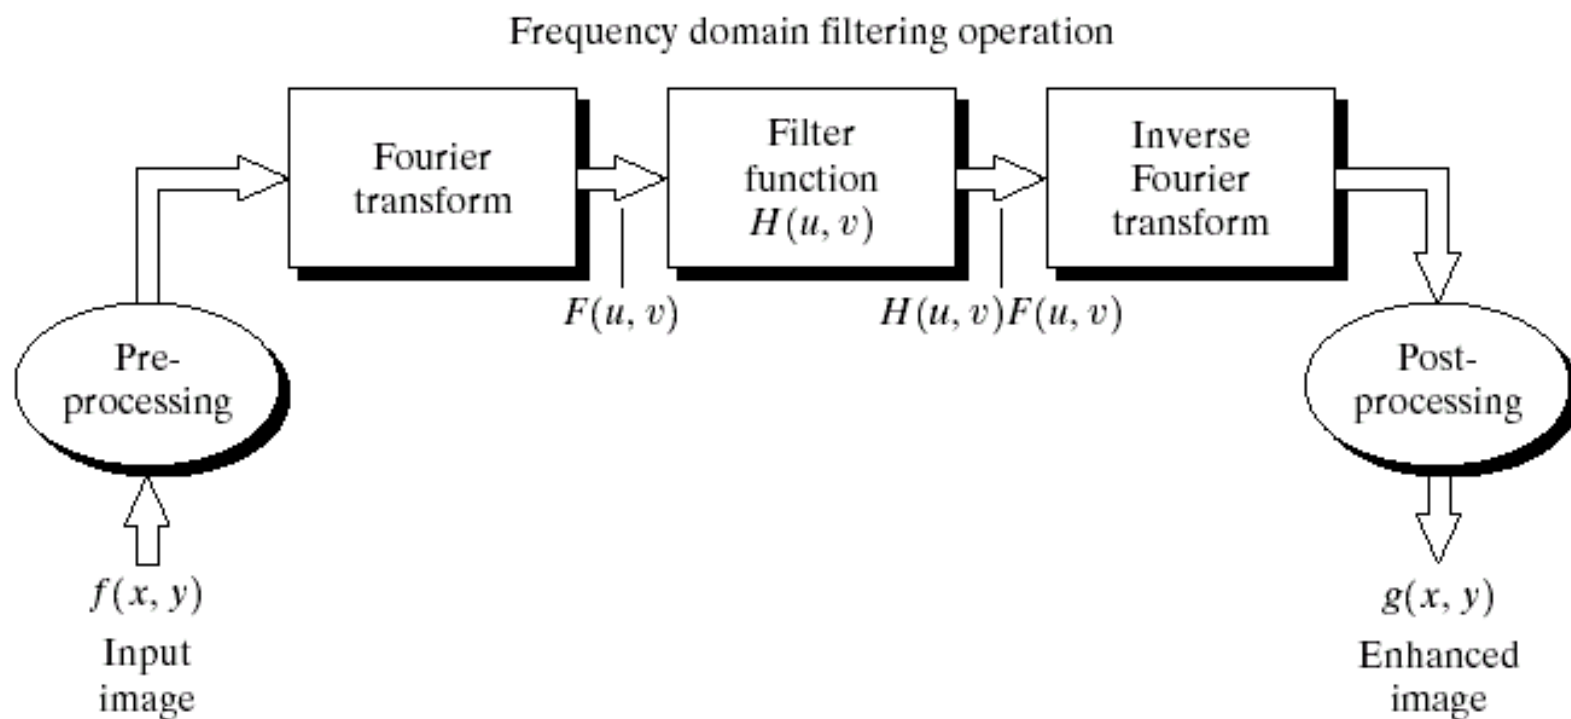 Frequency domain filtering operation
Fourier
transform
Filter
function
H(u, v)
Inverse
Fourier
transform
F(u, v)
H(u, v)F(u, v)
Pre-
processing
Post-
processing
f(x, y)
Input
image
g(x, y)
Enhanced
image